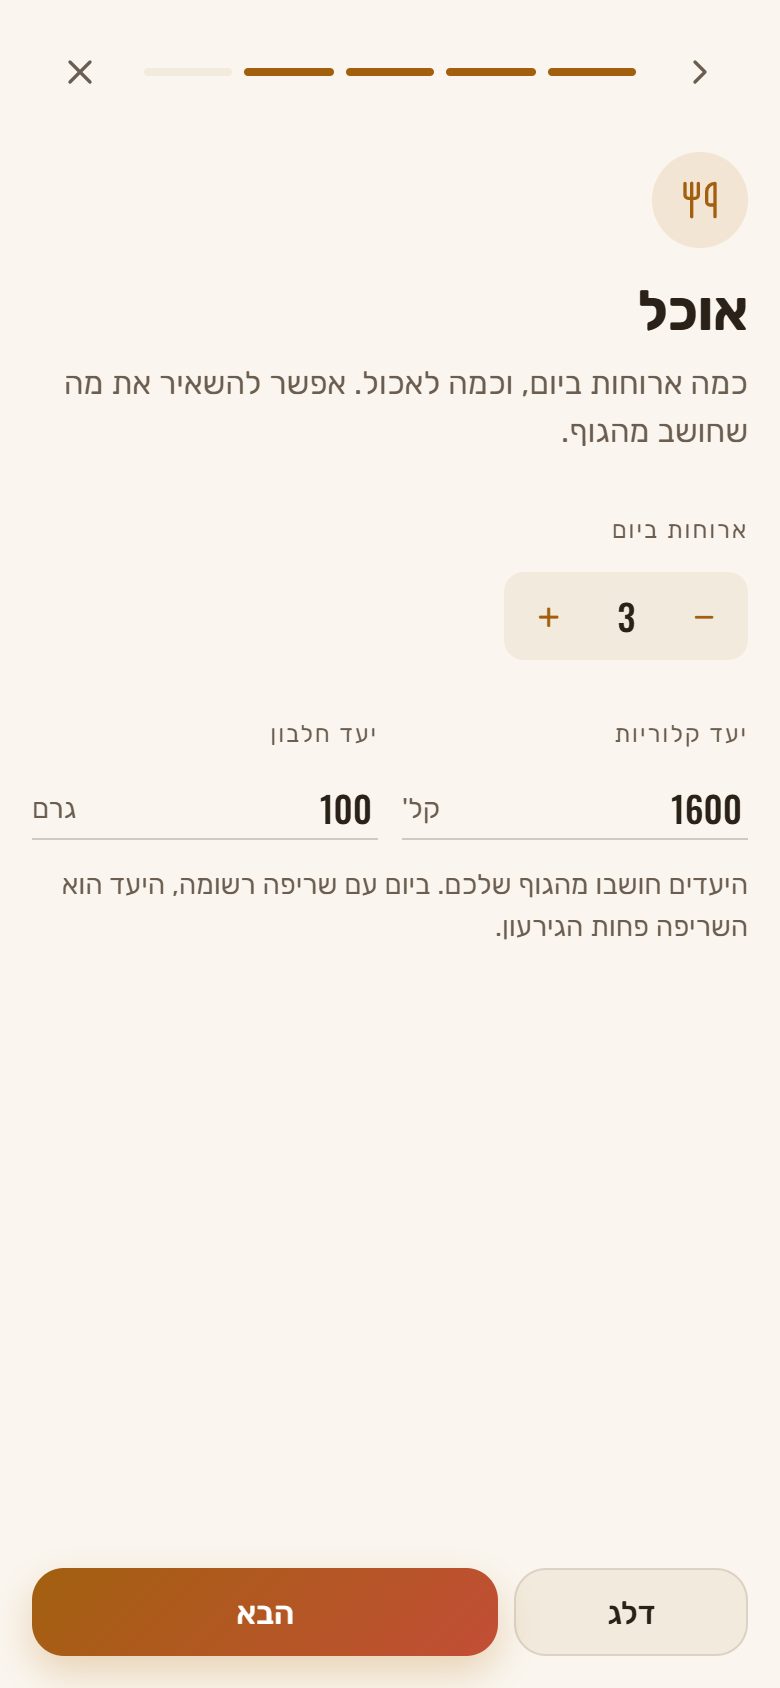 אוכל
כמה ארוחות ביום, וכמה לאכול. אפשר להשאיר את מה
שחושב מהגוף.
ארוחות ביום
− 3 +
יעד קלוריות
1600 קל'
יעד חלבון
100 גרם
היעדים חושבו מהגוף שלכם. ביום עם שריפה רשומה, היעד הוא
השריפה פחות הגירעון.
דלג
הבא